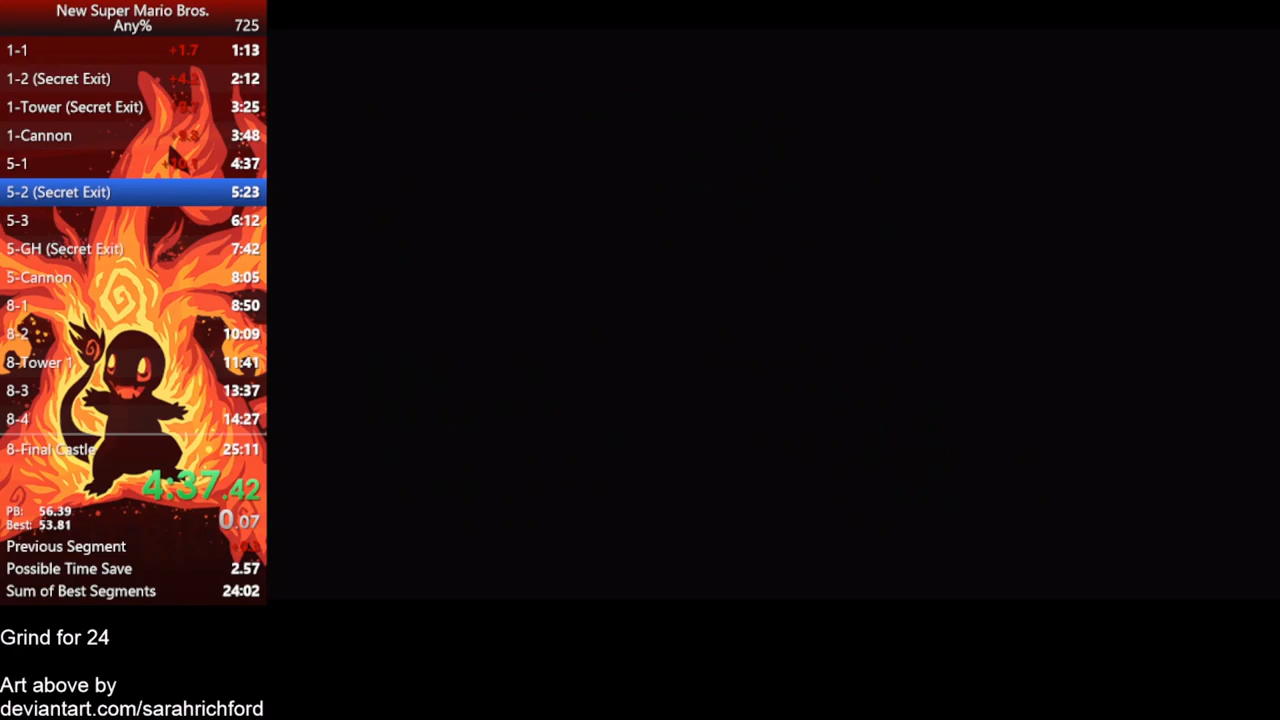 New Super Mario Bros.
Any% 725
1-1 +1.7 1:13
1-2 (Secret Exit) 2:12
1-Tower (Secret Exit) 3:25
1-Cannon 3:48
5-1 4:37
5-2 (Secret Exit) 5:23
5-3 6:12
5-GH (Secret Exit) 7:42
5-Cannon 8:05
8-1 8:50
8-2 10:09
8-Tower 1 11:41
8-3 13:37
8-4 14:27
8-Final Castle 25:11
4:37.42
PB: 56.39
Best: 53.81 0.07
Previous Segment
Possible Time Save 2.57
Sum of Best Segments 24:02
Grind for 24
Art above by
deviantart.com/sarahrichford